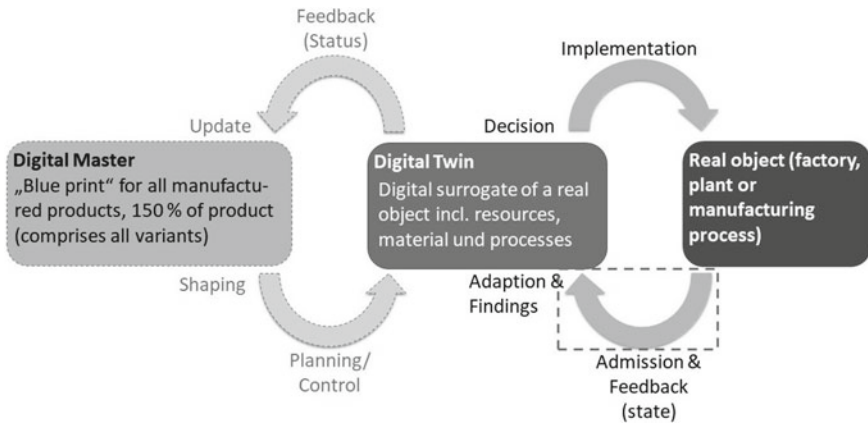 Feedback
(Status)
Implementation
Update
Decision
Digital Master
„Blue print“ for all manufactu-
red products, 150 % of product
(comprises all variants)
Digital Twin
Digital surrogate of a real
object incl. resources,
material und processes
Real object (factory,
plant or
manufacturing
process)
Shaping
Adaption &
Findings
Planning/
Control
Admission &
Feedback
(state)